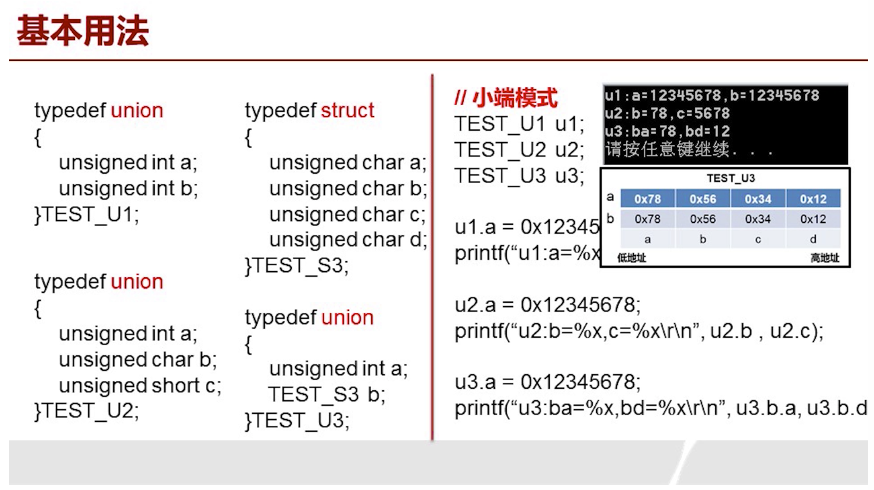 基本用法
typedef union
{
unsigned int a;
unsigned int b;
}TEST_U1;
typedef union
{
unsigned int a;
unsigned char b;
unsigned short c;
}TEST_U2;
typedef struct
{
unsigned char a;
unsigned char b;
unsigned char c;
unsigned char d;
}TEST_S3;
typedef union
{
unsigned int a;
TEST_S3 b;
}TEST_U3;
// 小端模式
TEST_U1 u1;
TEST_U2 u2;
TEST_U3 u3;
u1.a = 0x12345
printf(“u1:a=%x
u2.a = 0x12345678;
printf(“u2:b=%x,c=%x\r\n”, u2.b , u2.c);
u3.a = 0x12345678;
printf(“u3:ba=%x,bd=%x\r\n”, u3.b.a, u3.b.d
u1:a=12345678,b=12345678
u2:b=78,c=5678
u3:ba=78,bd=12
请按任意键继续. . .
TEST_U3
a 0x78 0x56 0x34 0x12
b 0x78 0x56 0x34 0x12
a b c d
低地址 高地址